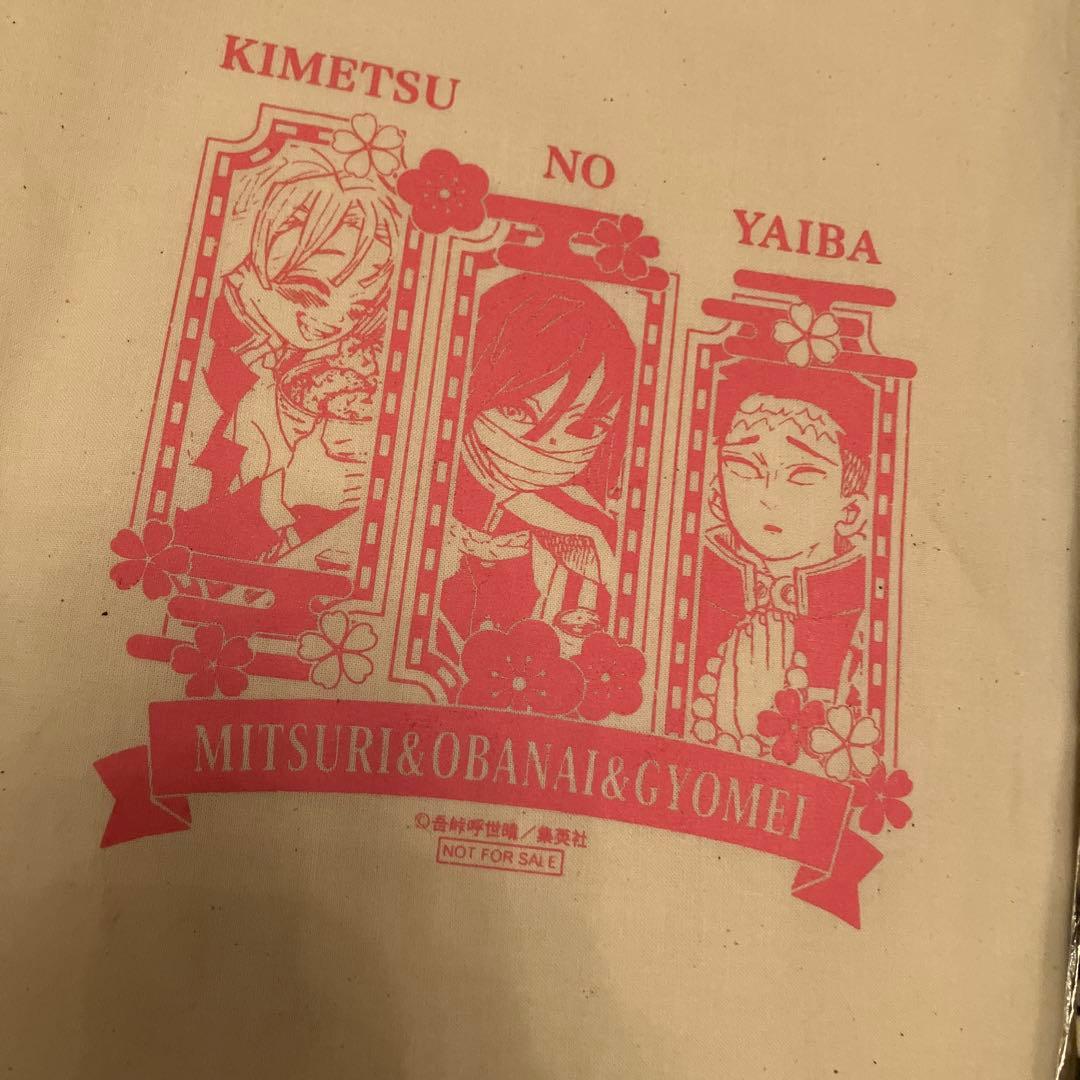 KIMETSU
NO
YAIBA
MITSURI&OBANAI&GYOMEI
©吾峠呼世晴／集英社
NOT FOR SALE